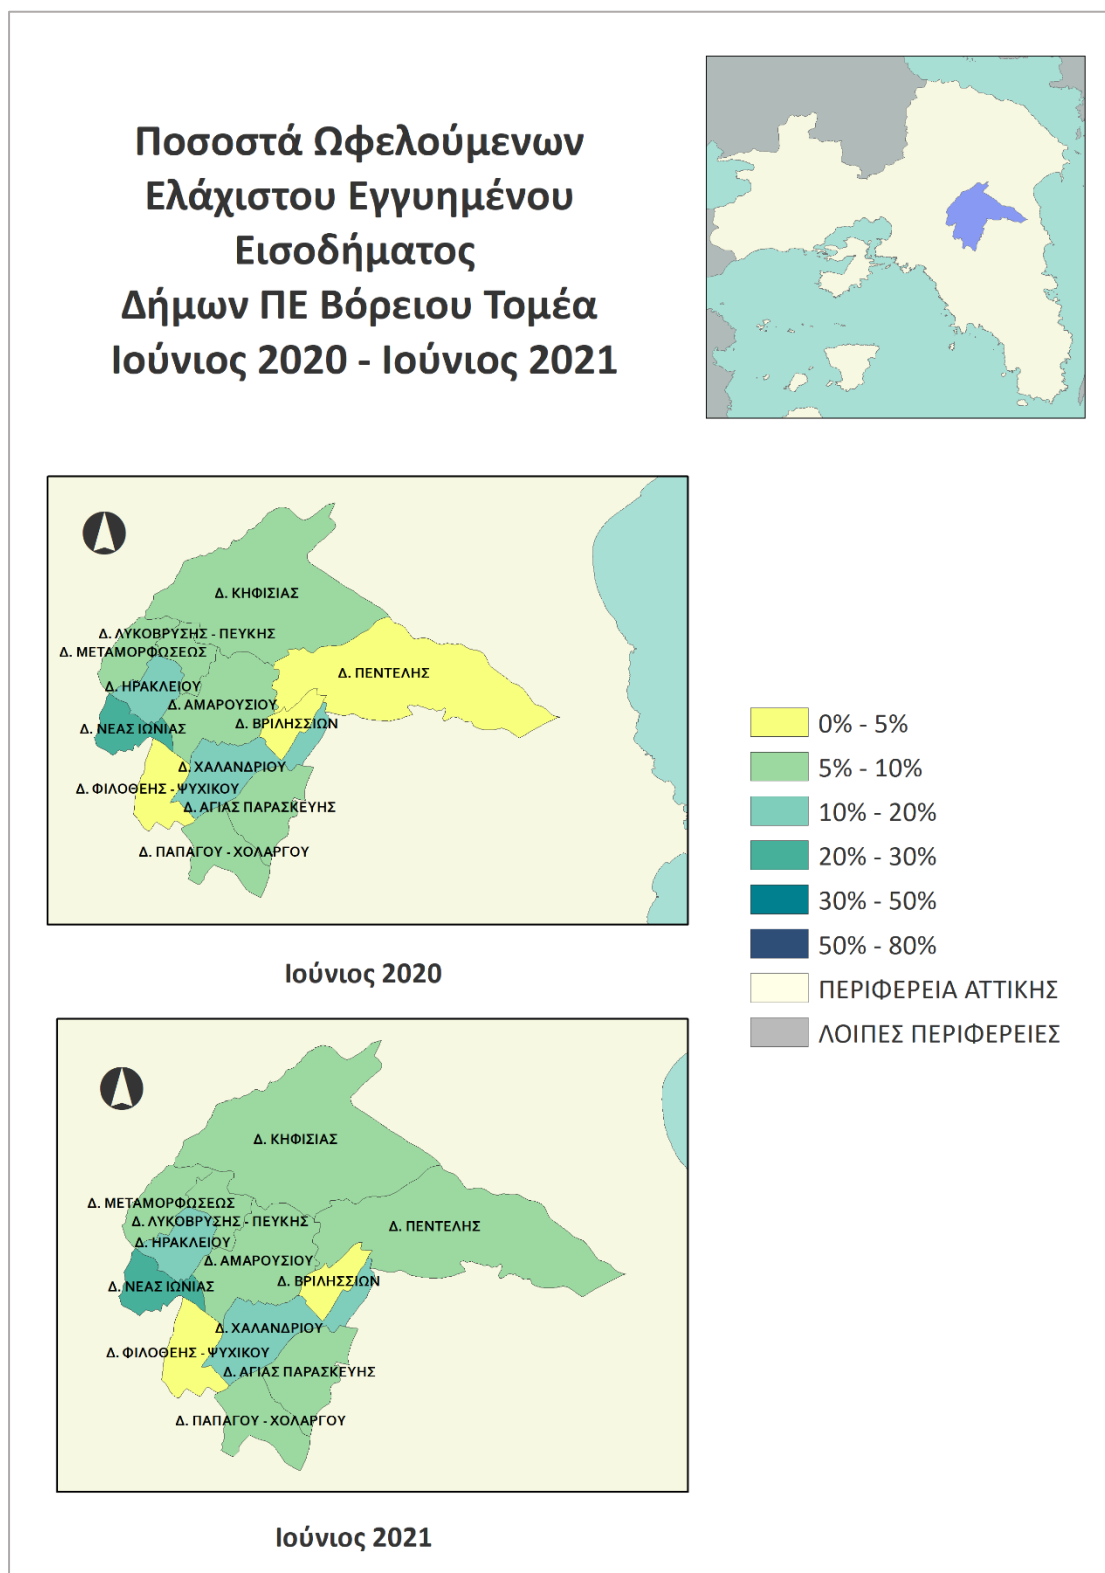 Ποσοστά Ωφελούμενων
Ελάχιστου Εγγυημένου
Εισοδήματος
Δήμων ΠΕ Βόρειου Τομέα
Ιούνιος 2020 - Ιούνιος 2021
Δ. ΚΗΦΙΣΙΑΣ
Δ. ΛΥΚΟΒΡΥΣΗΣ - ΠΕΥΚΗΣ
Δ. ΜΕΤΑΜΟΡΦΩΣΕΩΣ
Δ. ΠΕΝΤΕΛΗΣ
Δ. ΗΡΑΚΛΕΙΟΥ
Δ. ΑΜΑΡΟΥΣΙΟΥ
Δ. ΒΡΙΛΗΣΣΙΩΝ
Δ. ΝΕΑΣ ΙΩΝΙΑΣ
Δ. ΧΑΛΑΝΔΡΙΟΥ
Δ. ΦΙΛΟΘΕΗΣ - ΨΥΧΙΚΟΥ
Δ. ΑΓΙΑΣ ΠΑΡΑΣΚΕΥΗΣ
Δ. ΠΑΠΑΓΟΥ - ΧΟΛΑΡΓΟΥ
Ιούνιος 2020
0% - 5%
5% - 10%
10% - 20%
20% - 30%
30% - 50%
50% - 80%
ΠΕΡΙΦΕΡΕΙΑ ΑΤΤΙΚΗΣ
ΛΟΙΠΕΣ ΠΕΡΙΦΕΡΕΙΕΣ
Δ. ΚΗΦΙΣΙΑΣ
Δ. ΜΕΤΑΜΟΡΦΩΣΕΩΣ
Δ. ΛΥΚΟΒΡΥΣΗΣ - ΠΕΥΚΗΣ
Δ. ΠΕΝΤΕΛΗΣ
Δ. ΗΡΑΚΛΕΙΟΥ
Δ. ΑΜΑΡΟΥΣΙΟΥ
Δ. ΒΡΙΛΗΣΣΙΩΝ
Δ. ΝΕΑΣ ΙΩΝΙΑΣ
Δ. ΧΑΛΑΝΔΡΙΟΥ
Δ. ΦΙΛΟΘΕΗΣ - ΨΥΧΙΚΟΥ
Δ. ΑΓΙΑΣ ΠΑΡΑΣΚΕΥΗΣ
Δ. ΠΑΠΑΓΟΥ - ΧΟΛΑΡΓΟΥ
Ιούνιος 2021